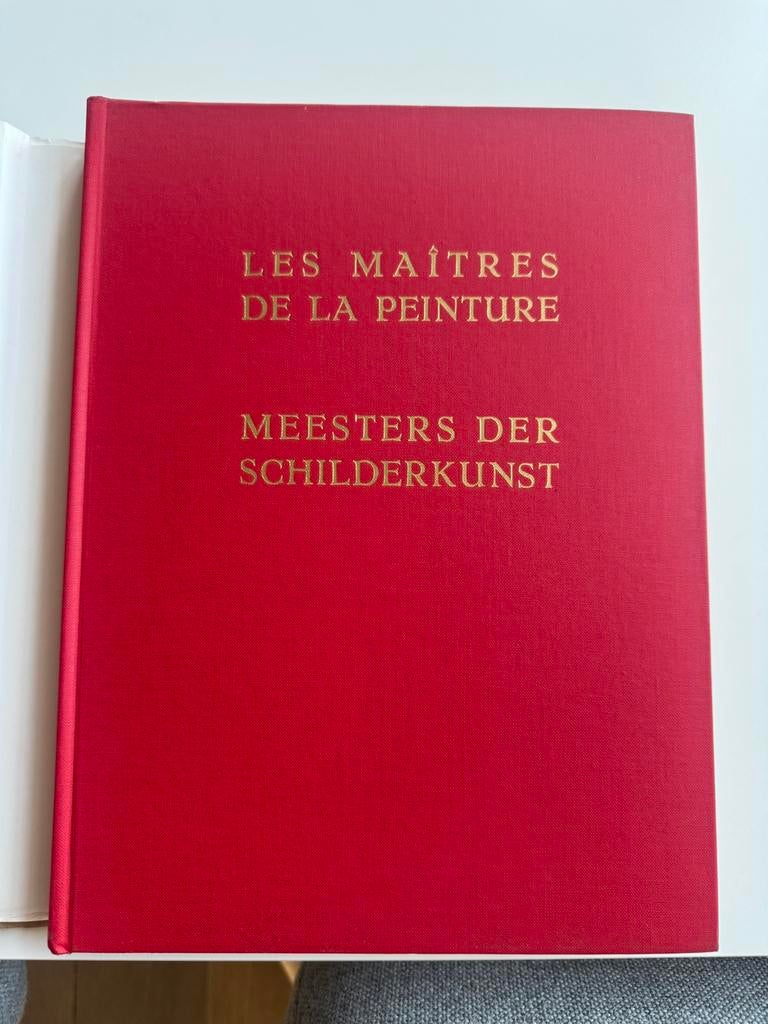 LES MAÎTRES
DE LA PEINTURE
MEESTERS DER
SCHILDERKUNST